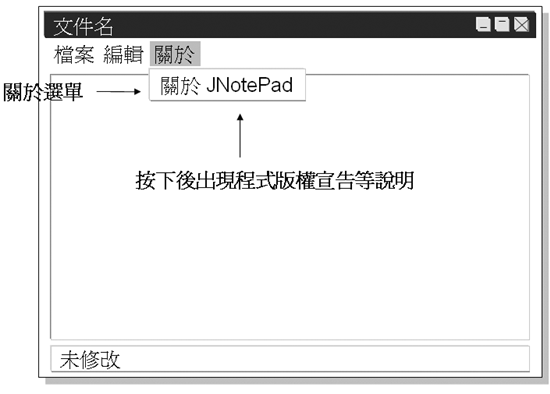 文件名
檔案 編輯 關於
關於 JNotePad
關於選單
按下後出現程式版權宣告等說明
未修改